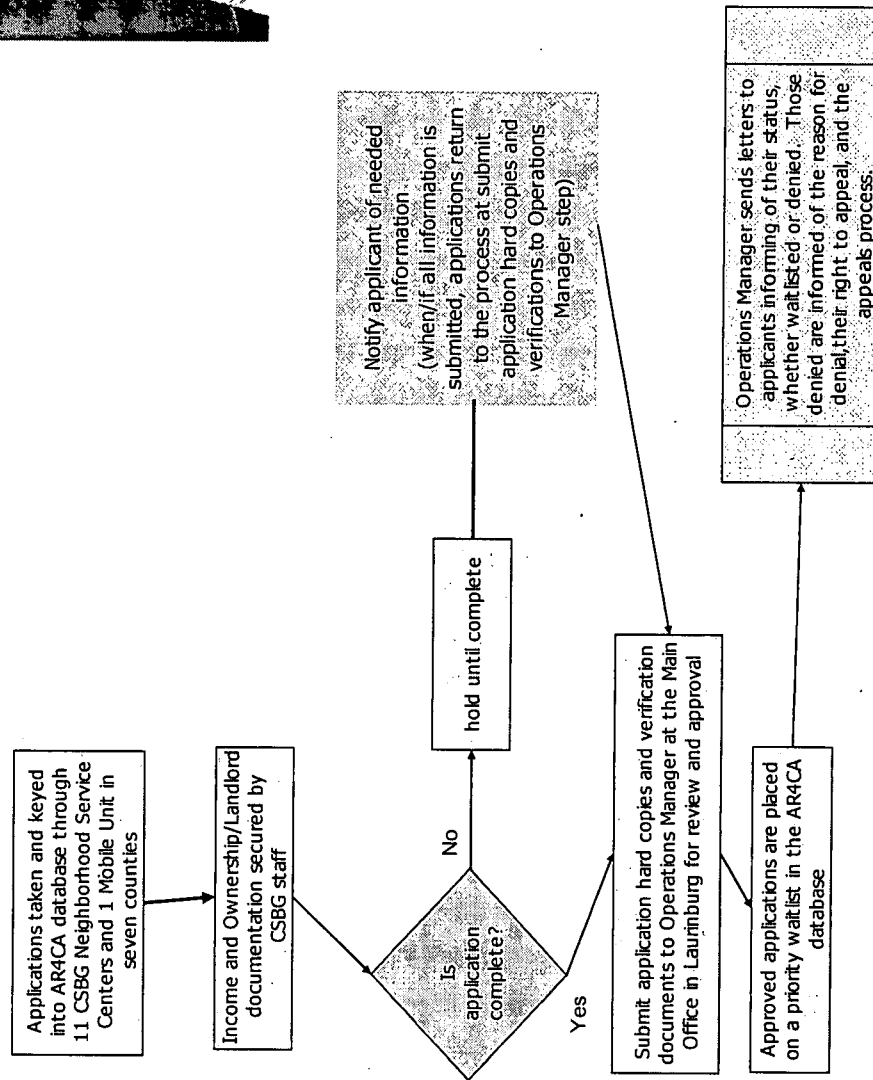 Applications taken and keyed
into AR4CA database through
11 CSBG Neighborhood Service
Centers and 1 Mobile Unit in
seven counties
Income and Ownership/Landlord
documentation secured by
CSBG staff
Is
application
complete?
No
hold until complete
Notify applicant of needed
information
(when/if all information is
submitted, applications return
to the process at submit
application hard copies and
verifications to Operations
Manager step)
Yes
Submit application hard copies and verification
documents to Operations Manager at the Main
Office in Laurinburg for review and approval
Approved applications are placed
on a priority waitlist in the AR4CA
database
Operations Manager sends letters to
applicants informing of their status,
whether waitlisted or denied. Those
denied are informed of the reason for
denial,their right to appeal, and the
appeals process.